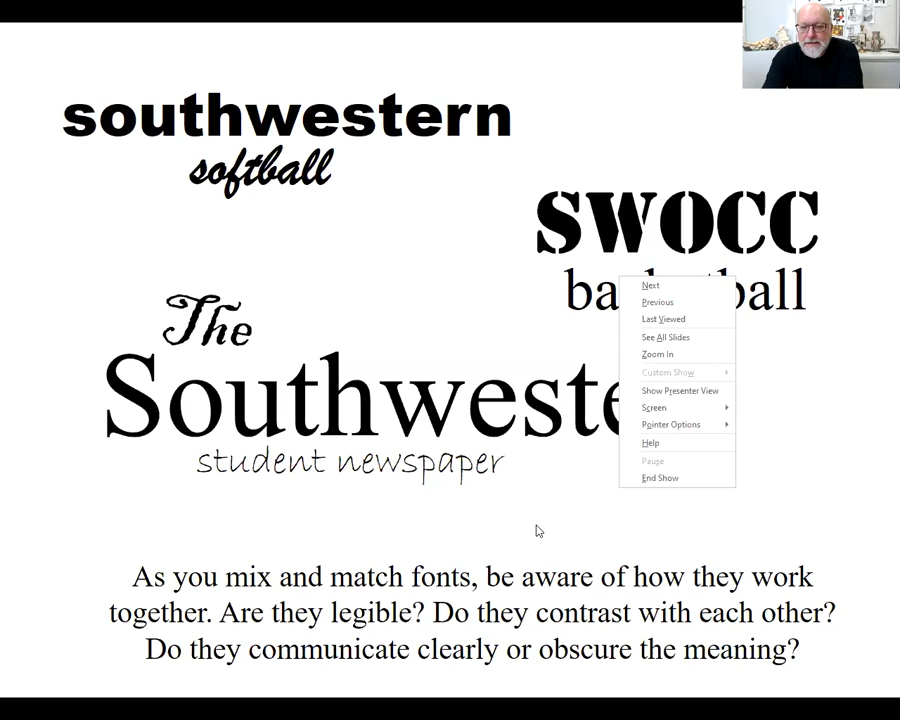 southwestern
softball
SWOCC
ba ball
The
Southweste
student newspaper
Next
Previous
Last Viewed
See All Slides
Zoom In
Custom Show
Show Presenter View
Screen
Pointer Options
Help
Pause
End Show
As you mix and match fonts, be aware of how they work
together. Are they legible? Do they contrast with each other?
Do they communicate clearly or obscure the meaning?